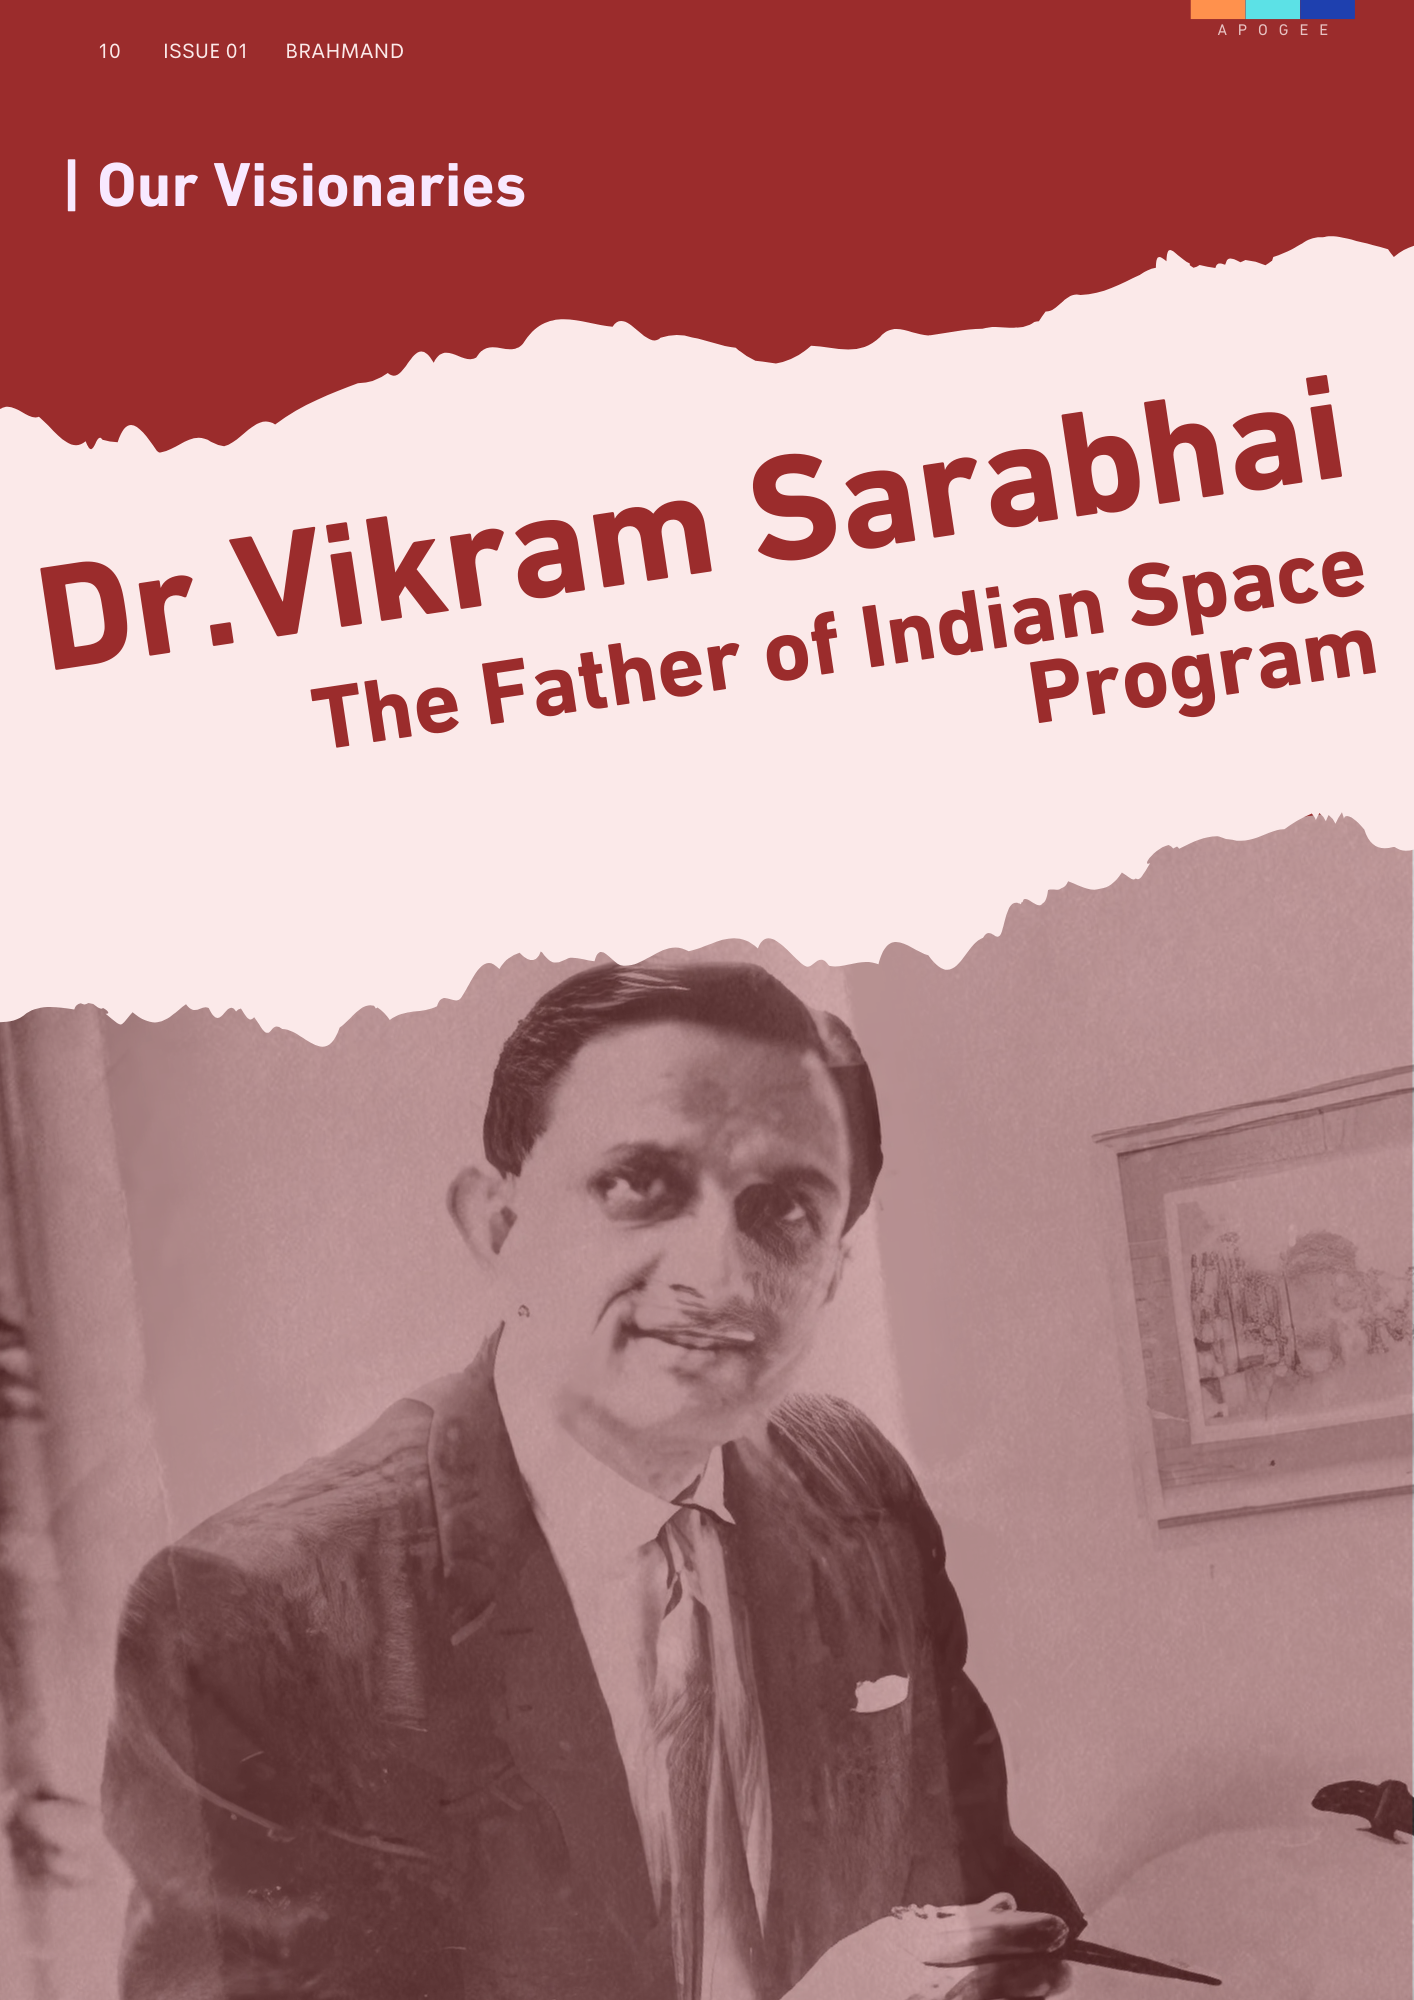 10 ISSUE 01 BRAHMAND
APOGEE
| Our Visionaries
Dr.Vikram Sarabhai
The Father of Indian Space
Program